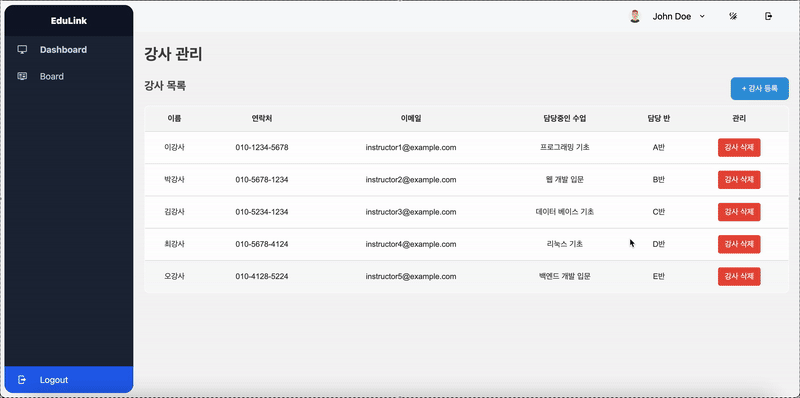 EduLink
John Doe
Dashboard
Board
강사 관리
강사 목록
+ 강사 등록
이름 연락처 이메일 담당중인 수업 담당 반 관리
이강사 010-1234-5678 instructor1@example.com 프로그래밍 기초 A반 강사 삭제
박강사 010-5678-1234 instructor2@example.com 웹 개발 입문 B반 강사 삭제
김강사 010-5234-1234 instructor3@example.com 데이터 베이스 기초 C반 강사 삭제
최강사 010-5678-4124 instructor4@example.com 리눅스 기초 D반 강사 삭제
오강사 010-4128-5224 instructor5@example.com 백엔드 개발 입문 E반 강사 삭제
Logout